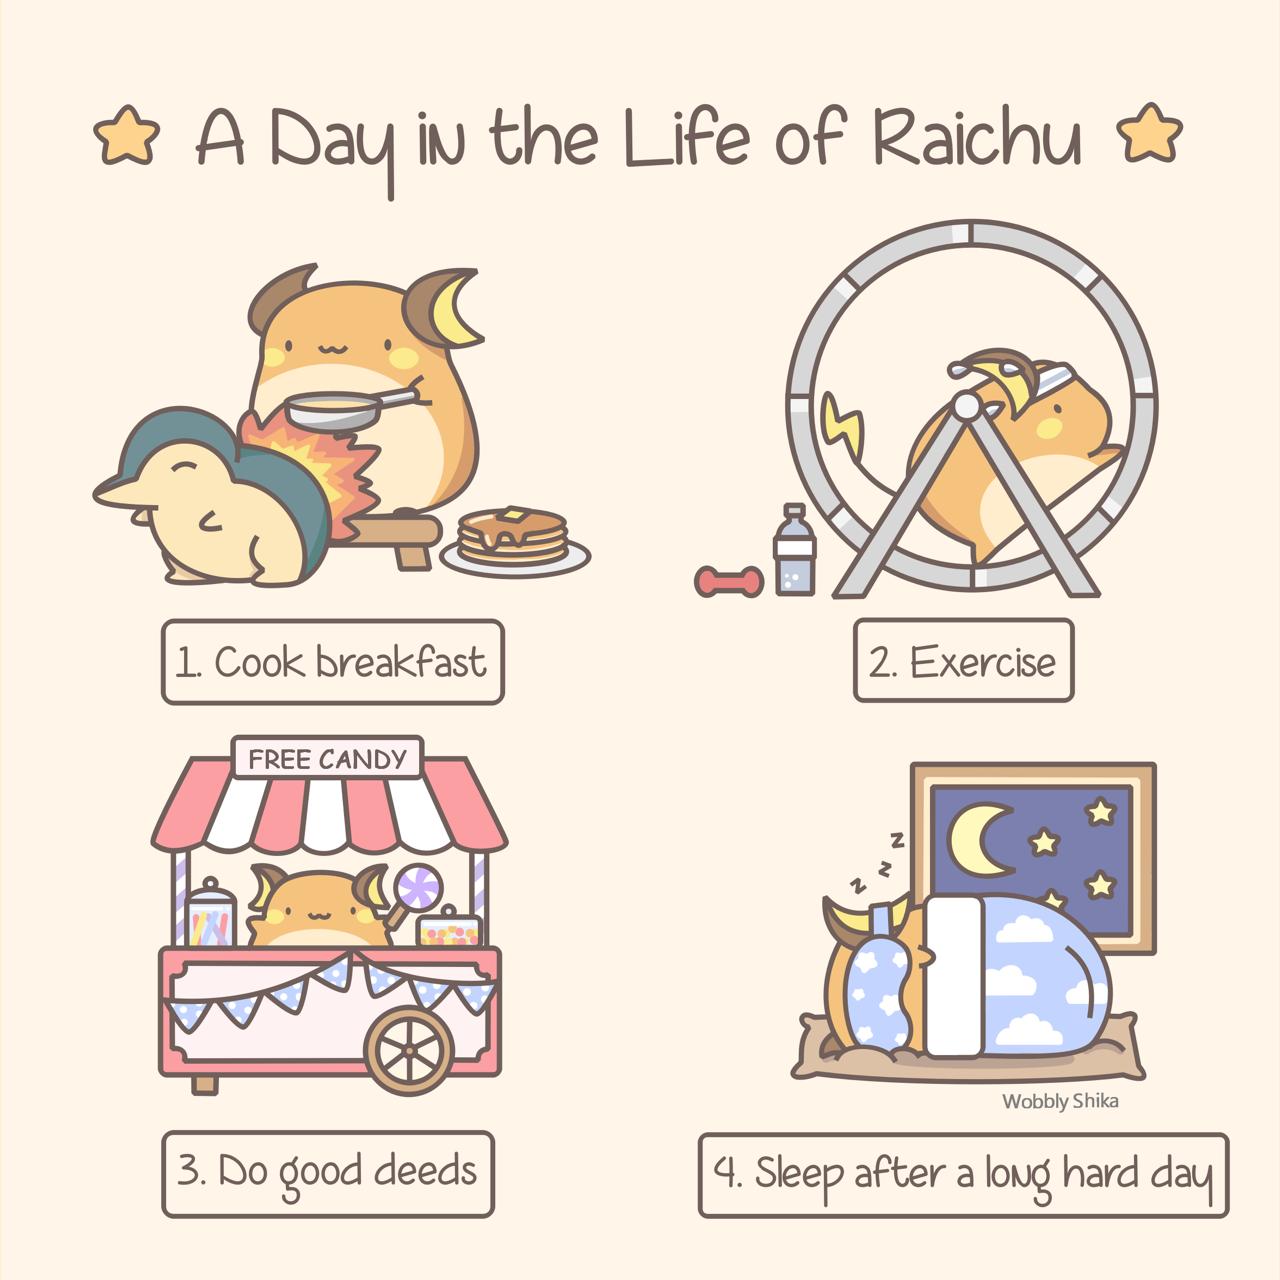 A Day in the Life of Raichu
1. Cook breakfast
2. Exercise
FREE CANDY
z
z
z
Wobbly Shika
3. Do good deeds
4. Sleep after a long hard day